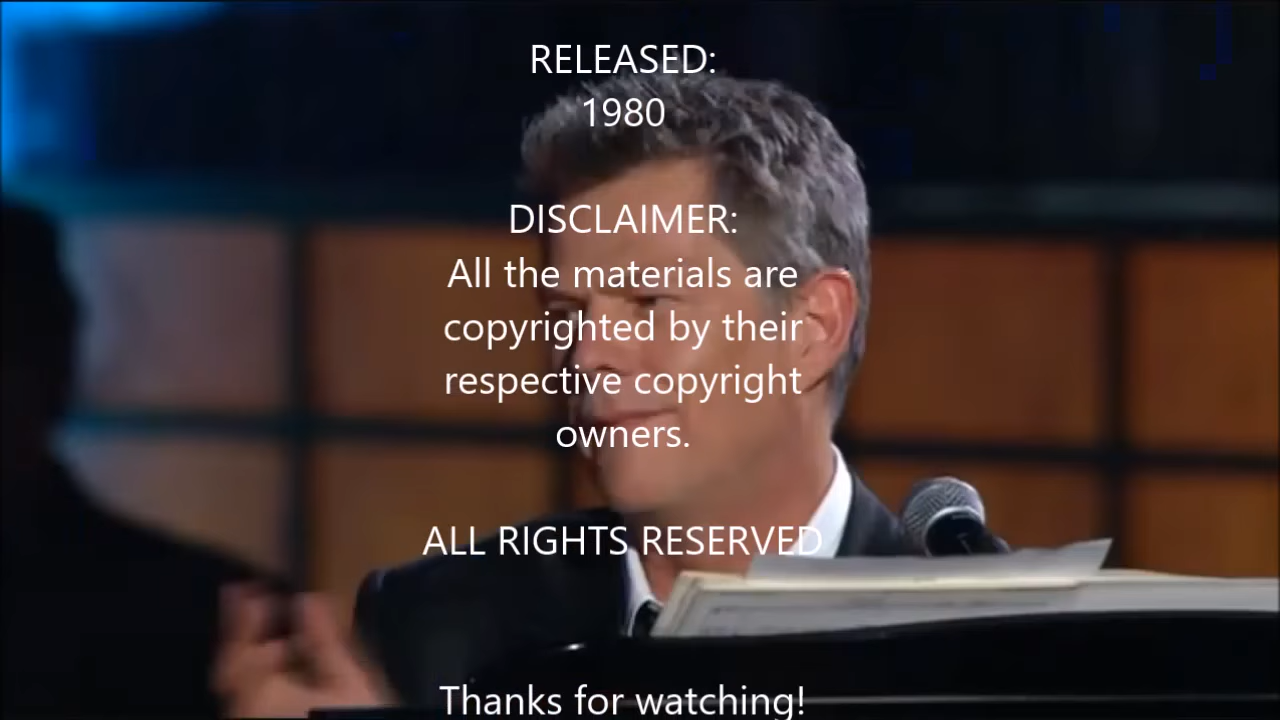 RELEASED:
1980
DISCLAIMER:
All the materials are
copyrighted by their
respective copyright
owners.
ALL RIGHTS RESERVED
Thanks for watching!